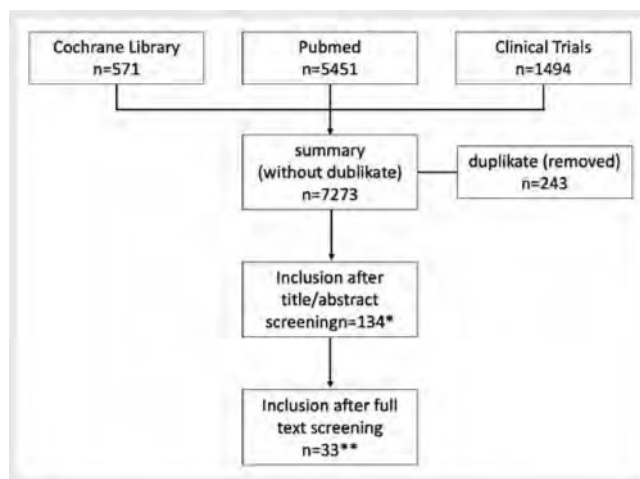 Cochrane Library
n=571
Pubmed
n=5451
Clinical Trials
n=1494
summary
(without dublikate)
n=7273
duplikate (removed)
n=243
Inclusion after
title/abstract
screeningn=134*
Inclusion after full
text screening
n=33**